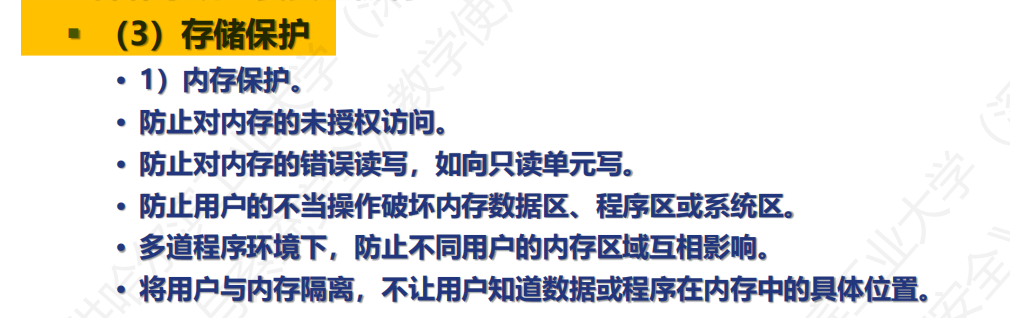 (3) 存储保护
1) 内存保护。
防止对内存的未授权访问。
防止对内存的错误读写，如向只读单元写。
防止用户的不当操作破坏内存数据区、程序区或系统区。
多道程序环境下，防止不同用户的内存区域互相影响。
将用户与内存隔离，不让用户知道数据或程序在内存中的具体位置。